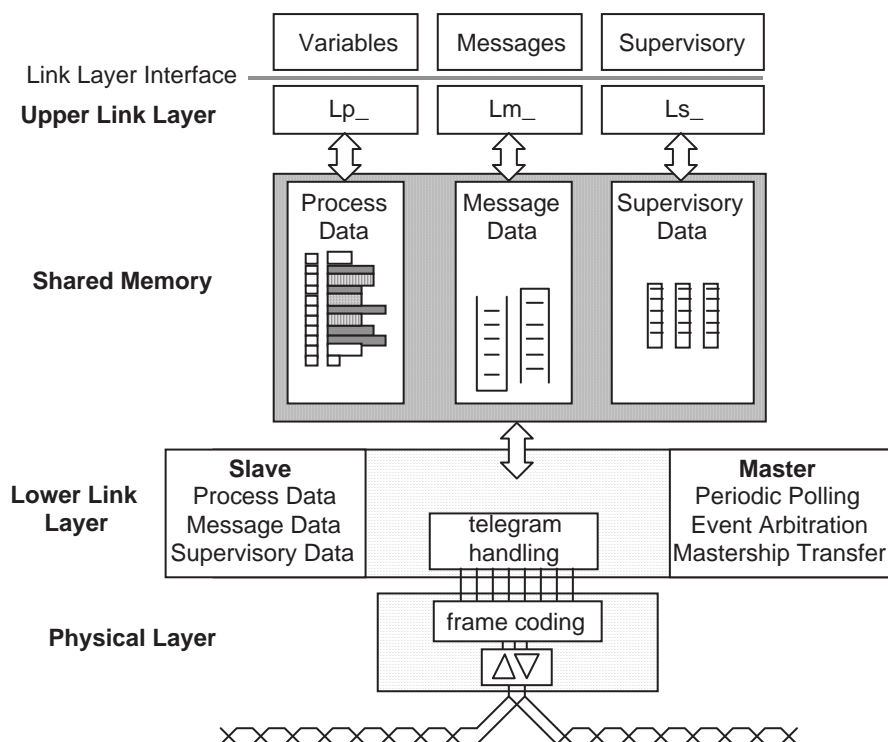 Variables
Messages
Supervisory
Link Layer Interface
Upper Link Layer
Lp_
Lm_
Ls_
Process
Data
Message
Data
Supervisory
Data
Shared Memory
Lower Link
Layer
Slave
Process Data
Message Data
Supervisory Data
telegram
handling
Master
Periodic Polling
Event Arbitration
Mastership Transfer
Physical Layer
frame coding